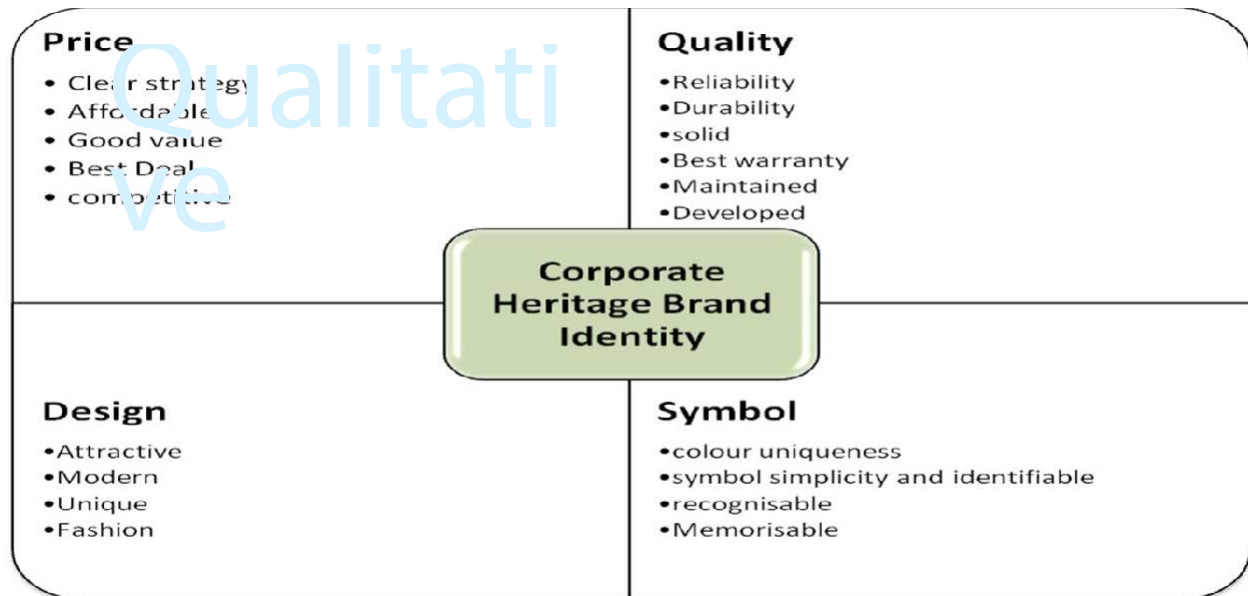 Price
• Clear strategy
• Affordable
• Good value
• Best Deal
• competitive
Qualitati
ve
Quality
•Reliability
•Durability
•solid
•Best warranty
•Maintained
•Developed
Corporate
Heritage Brand
Identity
Design
•Attractive
•Modern
•Unique
•Fashion
Symbol
•colour uniqueness
•symbol simplicity and identifiable
•recognisable
•Memorisable